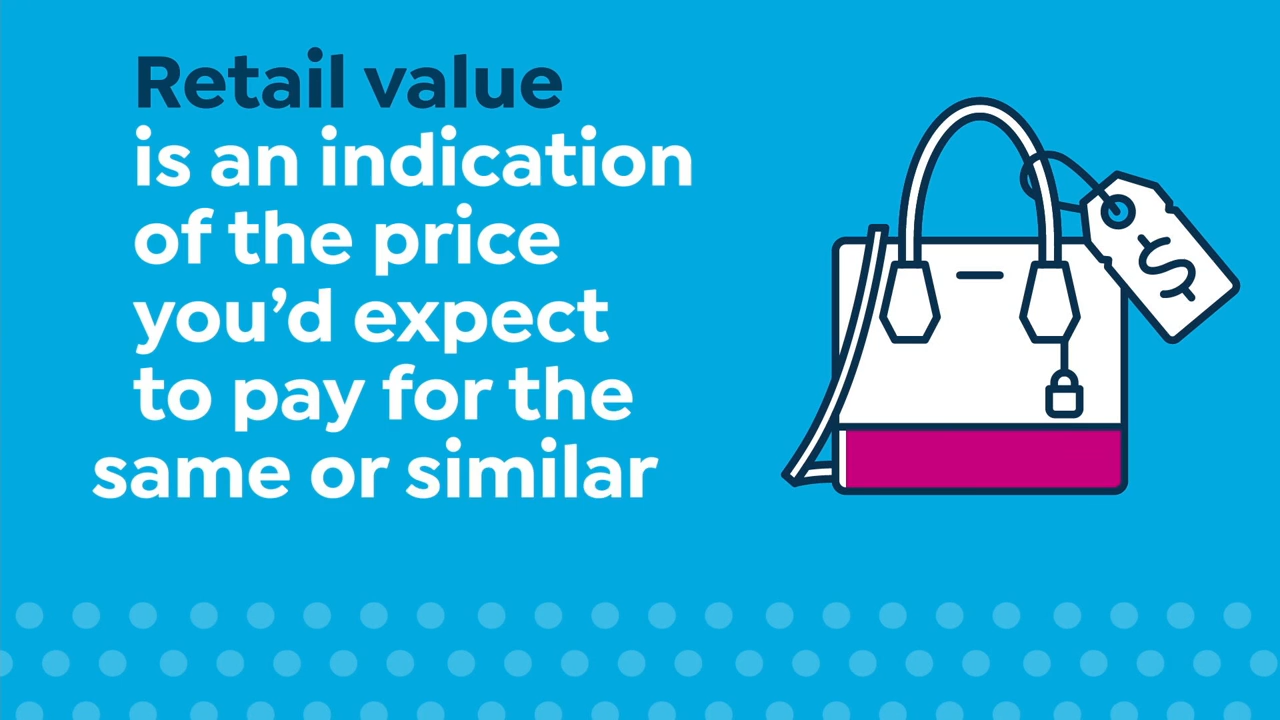 Retail value
is an indication
of the price
you’d expect
to pay for the
same or similar
$